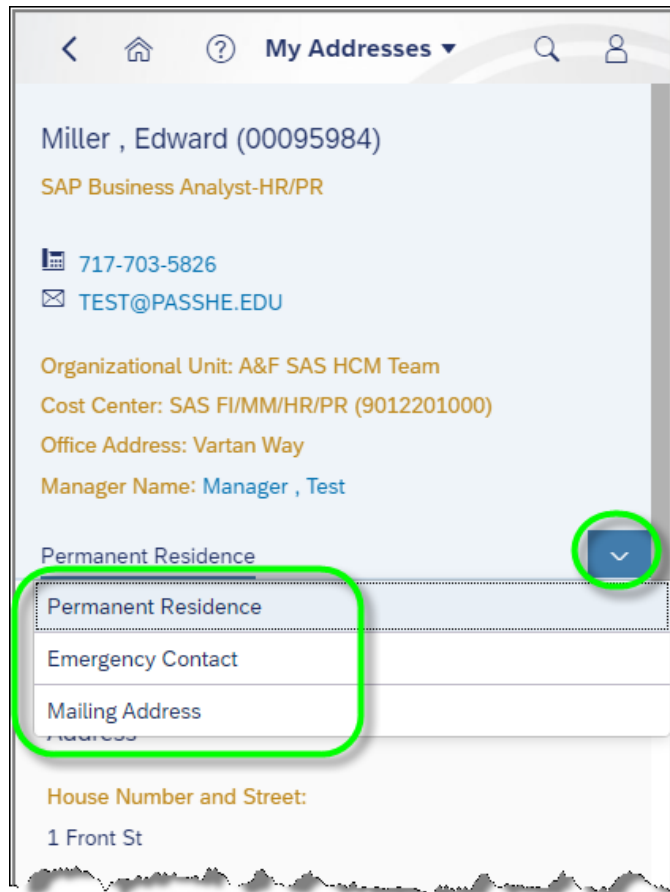 My Addresses
Miller , Edward (00095984)
SAP Business Analyst-HR/PR
717-703-5826
TEST@PASSHE.EDU
Organizational Unit: A&F SAS HCM Team
Cost Center: SAS FI/MM/HR/PR (9012201000)
Office Address: Vartan Way
Manager Name: Manager , Test
Permanent Residence
Permanent Residence
Emergency Contact
Mailing Address
Address
House Number and Street:
1 Front St